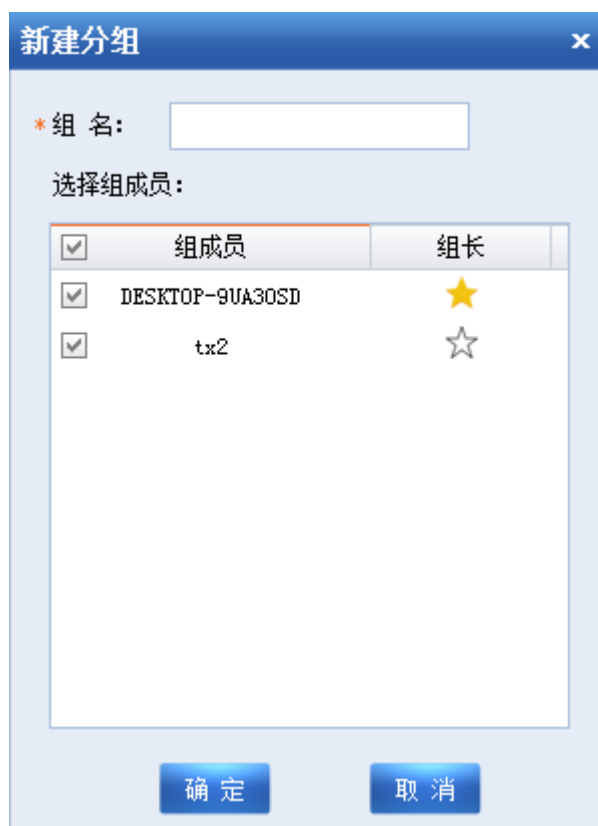 新建分组
*组 名:
选择组成员:
组成员 组长
DESKTOP-9UA3OSD
tx2
确 定 取 消